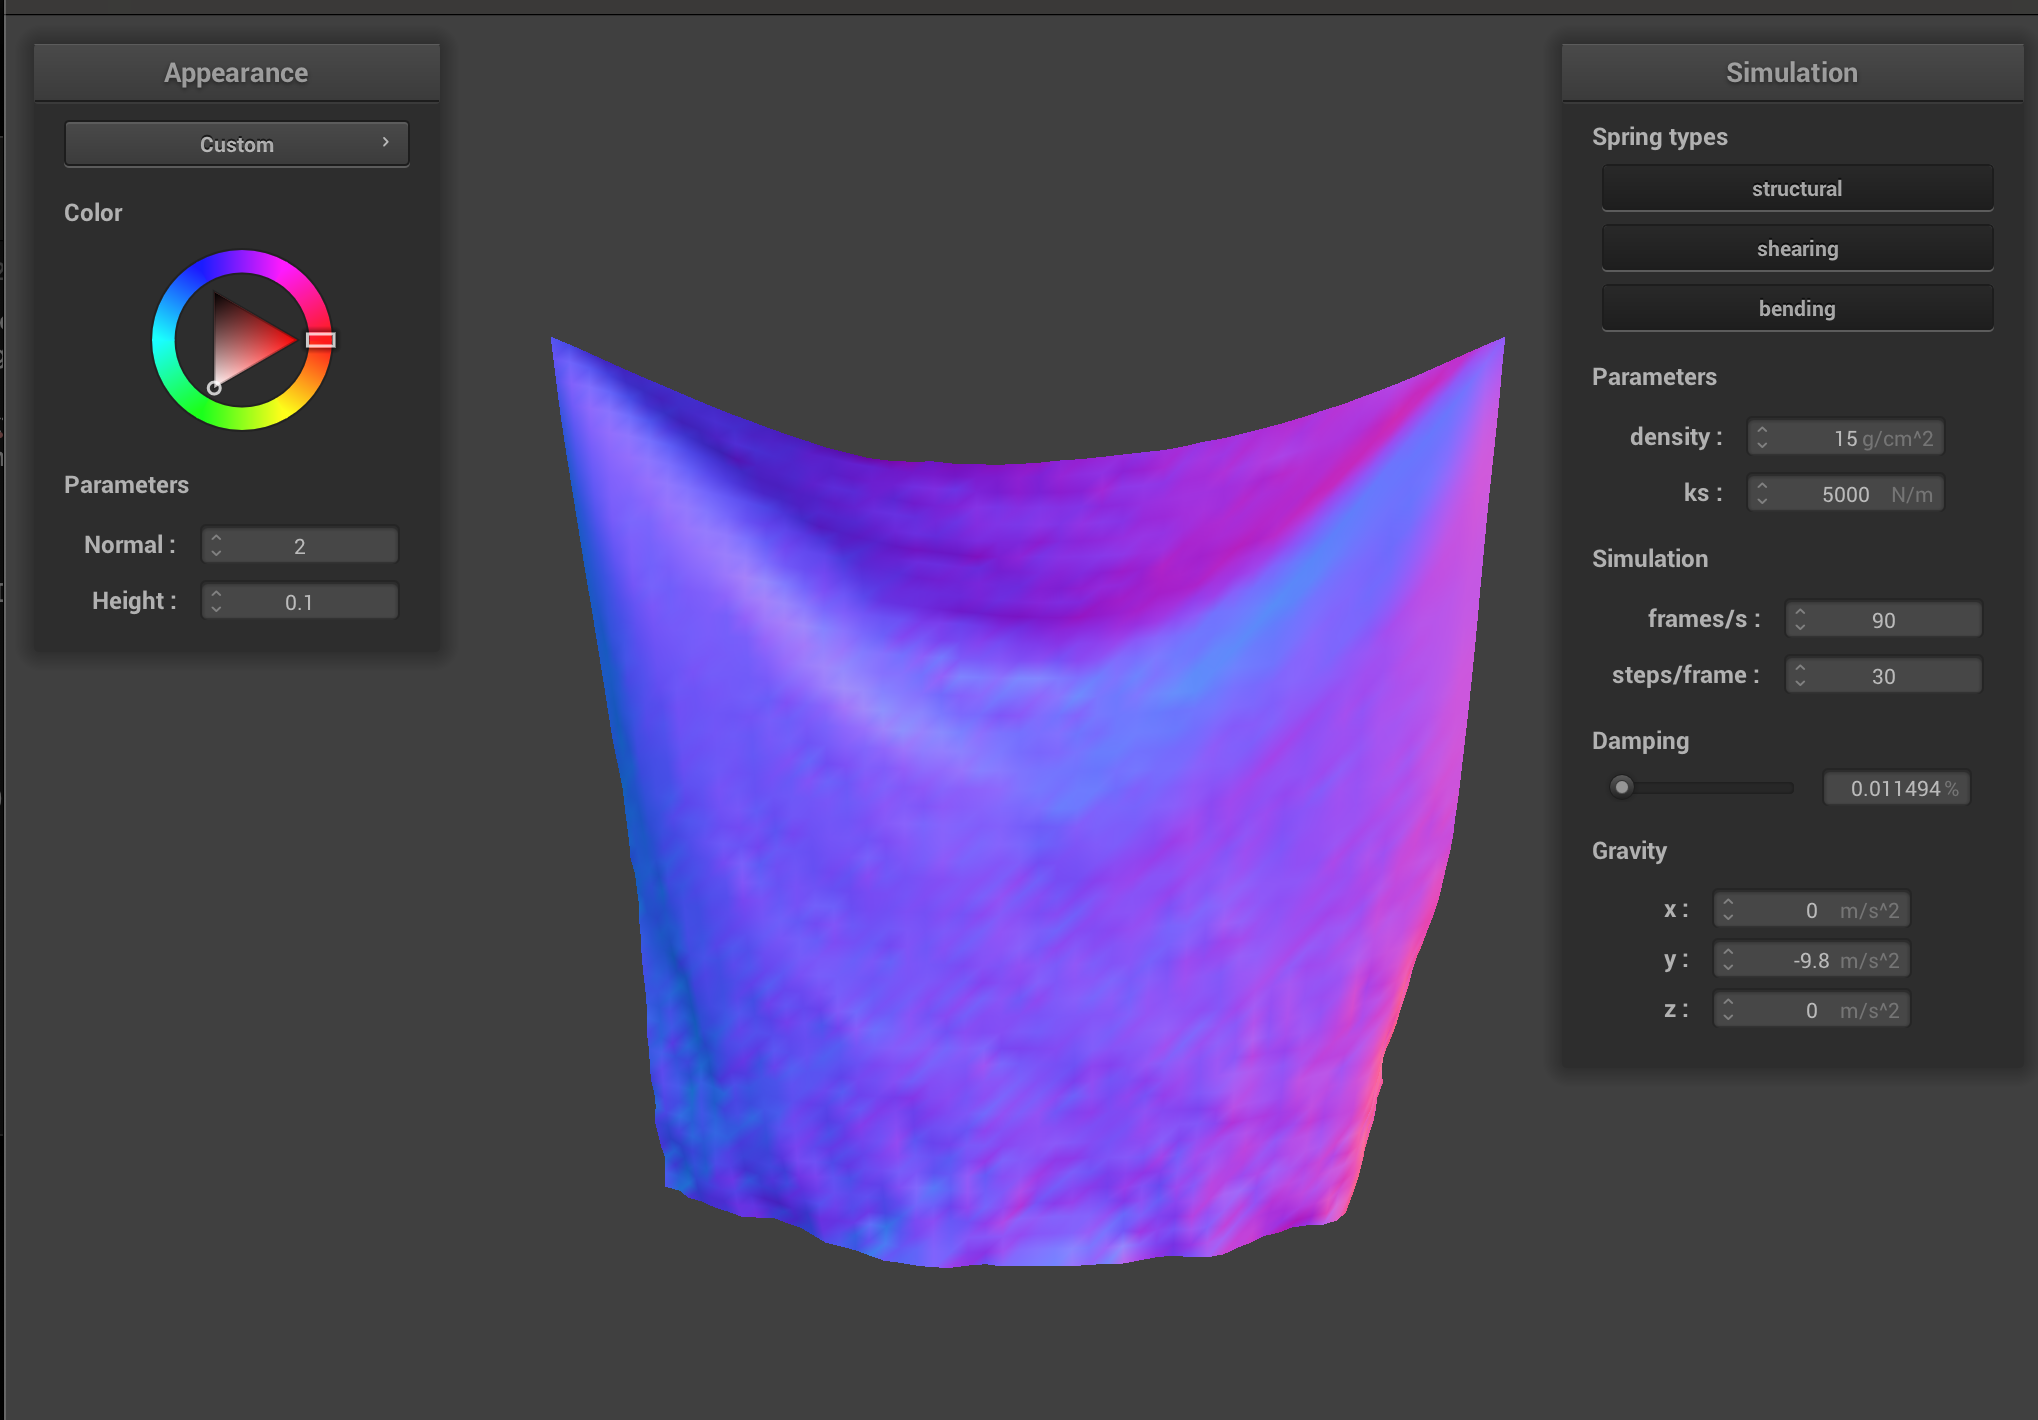 Appearance
Custom ›
Color
Parameters
Normal : 2
Height : 0.1
Simulation
Spring types
structural
shearing
bending
Parameters
density : 15 g/cm^2
ks : 5000 N/m
Simulation
frames/s : 90
steps/frame : 30
Damping
0.011494 %
Gravity
x : 0 m/s^2
y : -9.8 m/s^2
z : 0 m/s^2